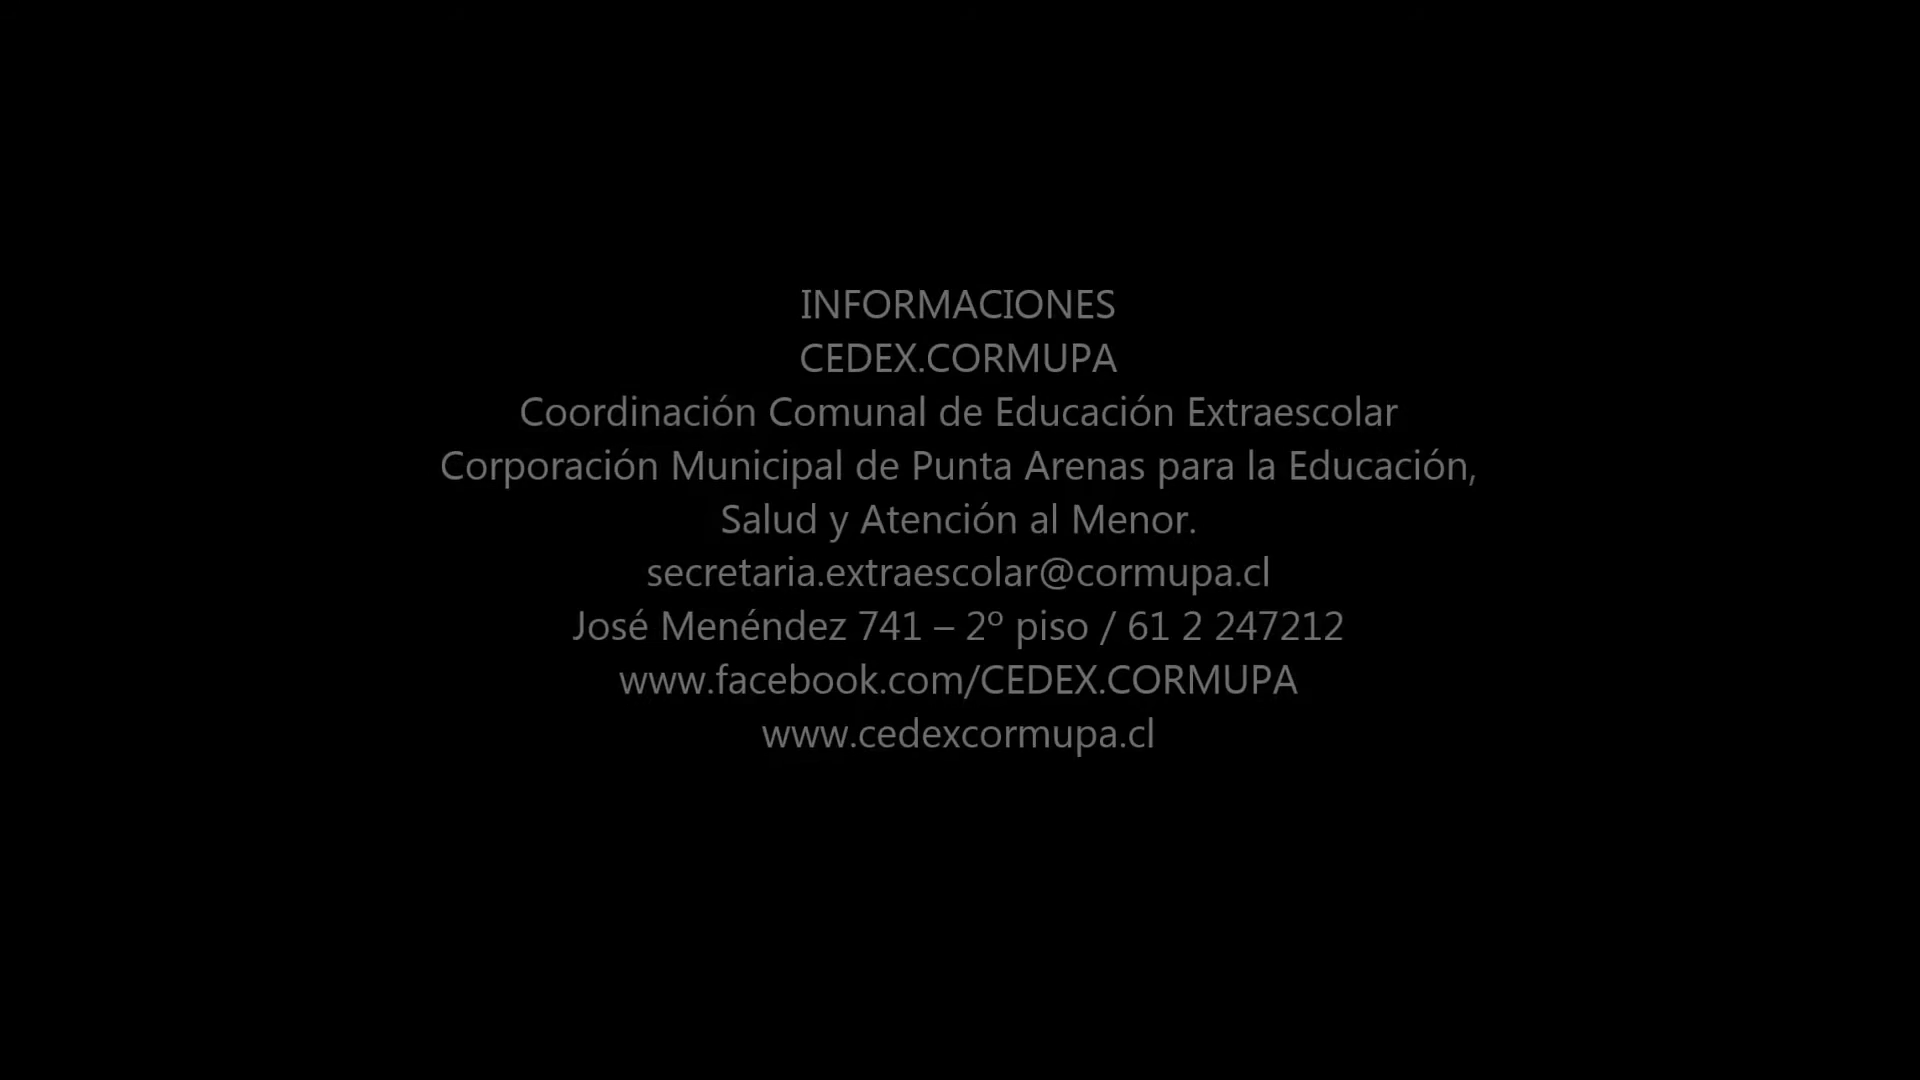 INFORMACIONES
CEDEX.CORMUPA
Coordinación Comunal de Educación Extraescolar
Corporación Municipal de Punta Arenas para la Educación,
Salud y Atención al Menor.
secretaria.extraescolar@cormupa.cl
José Menéndez 741 – 2º piso / 61 2 247212
www.facebook.com/CEDEX.CORMUPA
www.cedexcormupa.cl